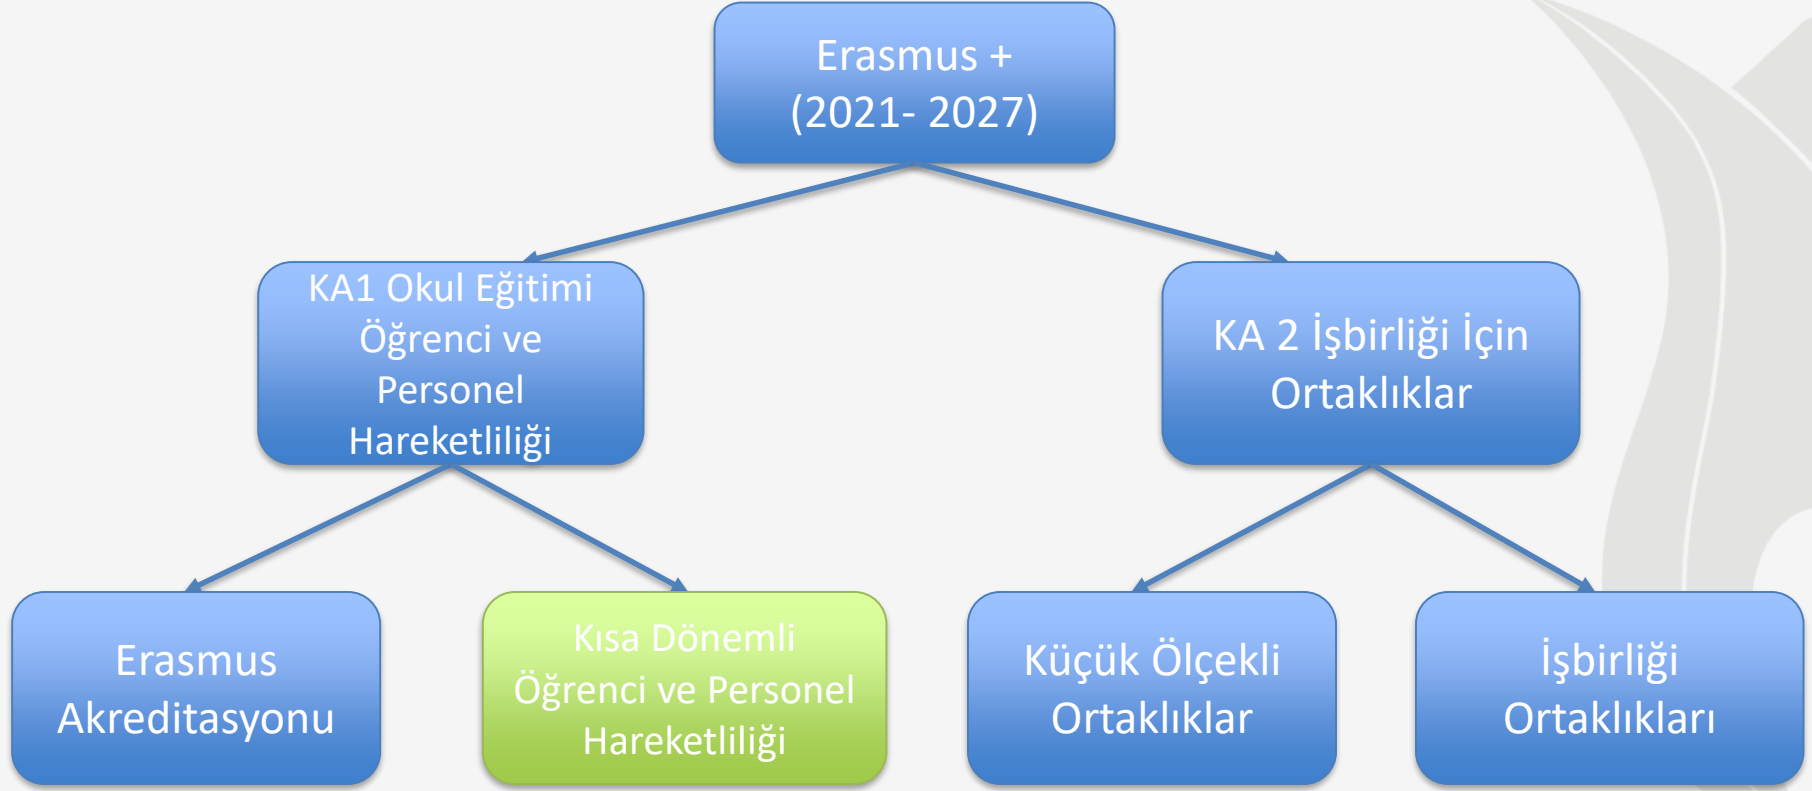 Erasmus +
(2021- 2027)
KA1 Okul Eğitimi
Öğrenci ve
Personel
Hareketliliği
KA 2 İşbirliği İçin
Ortaklıklar
Erasmus
Akreditasyonu
Kısa Dönemli
Öğrenci ve Personel
Hareketliliği
Küçük Ölçekli
Ortaklıklar
İşbirliği
Ortaklıkları